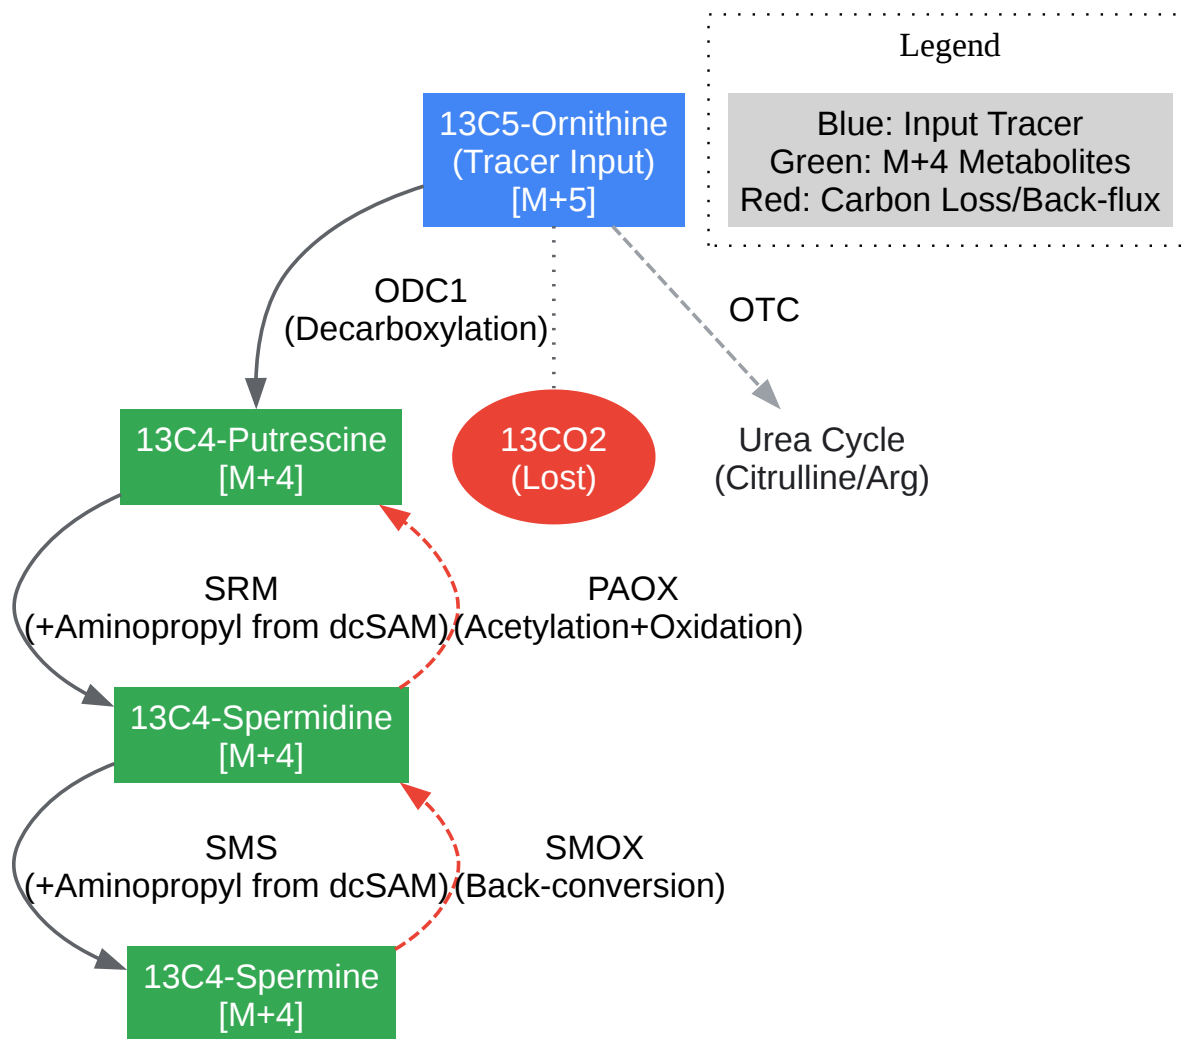 Legend
Blue: Input Tracer
Green: M+4 Metabolites
Red: Carbon Loss/Back-flux
13C5-Ornithine
(Tracer Input)
[M+5]
ODC1
(Decarboxylation)
OTC
13C4-Putrescine
[M+4]
13CO2
(Lost)
Urea Cycle
(Citrulline/Arg)
SRM
(+Aminopropyl from dcSAM)
PAOX
(Acetylation+Oxidation)
13C4-Spermidine
[M+4]
SMS
(+Aminopropyl from dcSAM)
SMOX
(Back-conversion)
13C4-Spermine
[M+4]